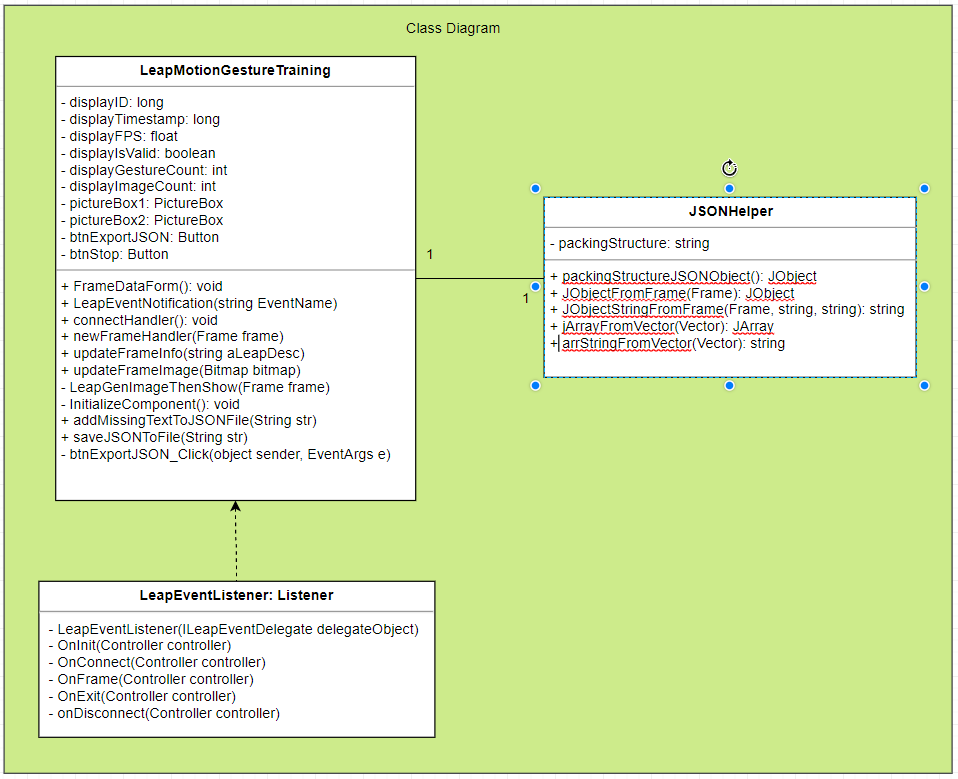 Class Diagram
LeapMotionGestureTraining
- displayID: long
- displayTimestamp: long
- displayFPS: float
- displayIsValid: boolean
- displayGestureCount: int
- displayImageCount: int
- pictureBox1: PictureBox
- pictureBox2: PictureBox
- btnExportJSON: Button
- btnStop: Button
+ FrameDataForm(): void
+ LeapEventNotification(string EventName)
+ connectHandler(): void
+ newFrameHandler(Frame frame)
+ updateFrameInfo(string aLeapDesc)
+ updateFrameImage(Bitmap bitmap)
- LeapGenImageThenShow(Frame frame)
- InitializeComponent(): void
+ addMissingTextToJSONFile(String str)
+ saveJSONToFile(String str)
- btnExportJSON_Click(object sender, EventArgs e)
1
1
JSONHelper
- packingStructure: string
+ packingStructureJSONObject(): JObject
+ JObjectFromFrame(Frame): JObject
+ JObjectStringFromFrame(Frame, string, string): string
+ jArrayFromVector(Vector): JArray
+ arrStringFromVector(Vector): string
LeapEventListener: Listener
- LeapEventListener(ILeapEventDelegate delegateObject)
- OnInit(Controller controller)
- OnConnect(Controller controller)
- OnFrame(Controller controller)
- OnExit(Controller controller)
- onDisconnect(Controller controller)